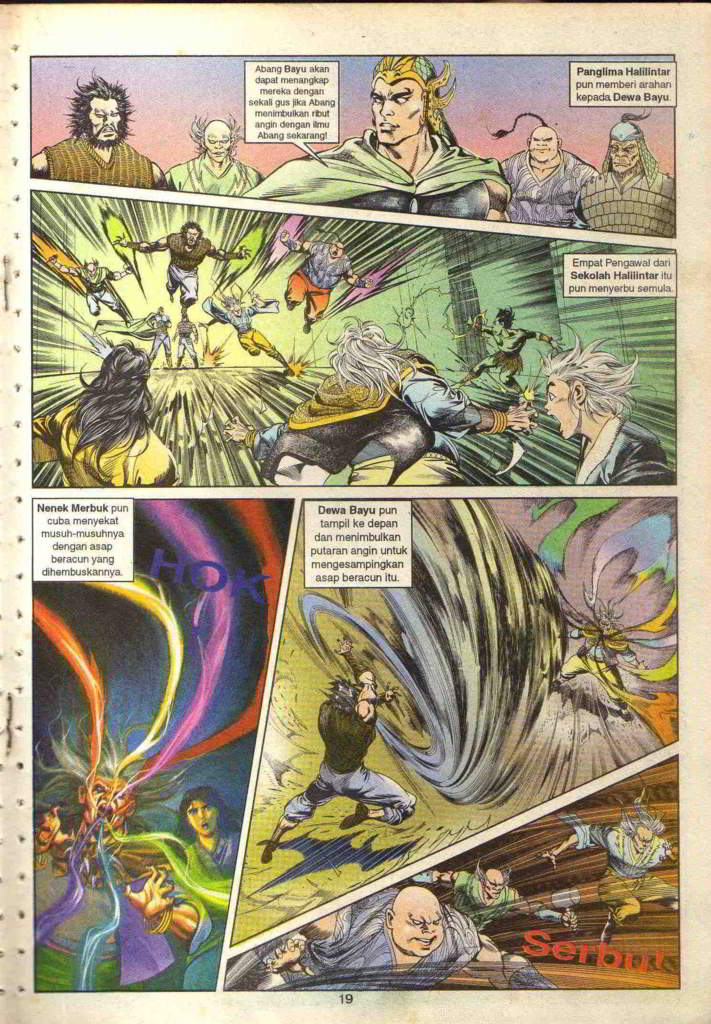 Abang Bayu akan
dapat menangkap
mereka dengan
sekali gus jika Abang
menimbulkan ribut
angin dengan ilmu
Abang sekarang!
Panglima Halilintar
pun memberi arahan
kepada Dewa Bayu.
Empat Pengawal dari
Sekolah Halilintar itu
pun menyerbu semula.
Nenek Merbuk pun
cuba menyekat
musuh-musuhnya
dengan asap
beracun yang
dihembuskannya.
HOK
!
Dewa Bayu pun
tampil ke depan
dan menimbulkan
putaran angin untuk
mengesampingkan
asap beracun itu.
Serbu!
19